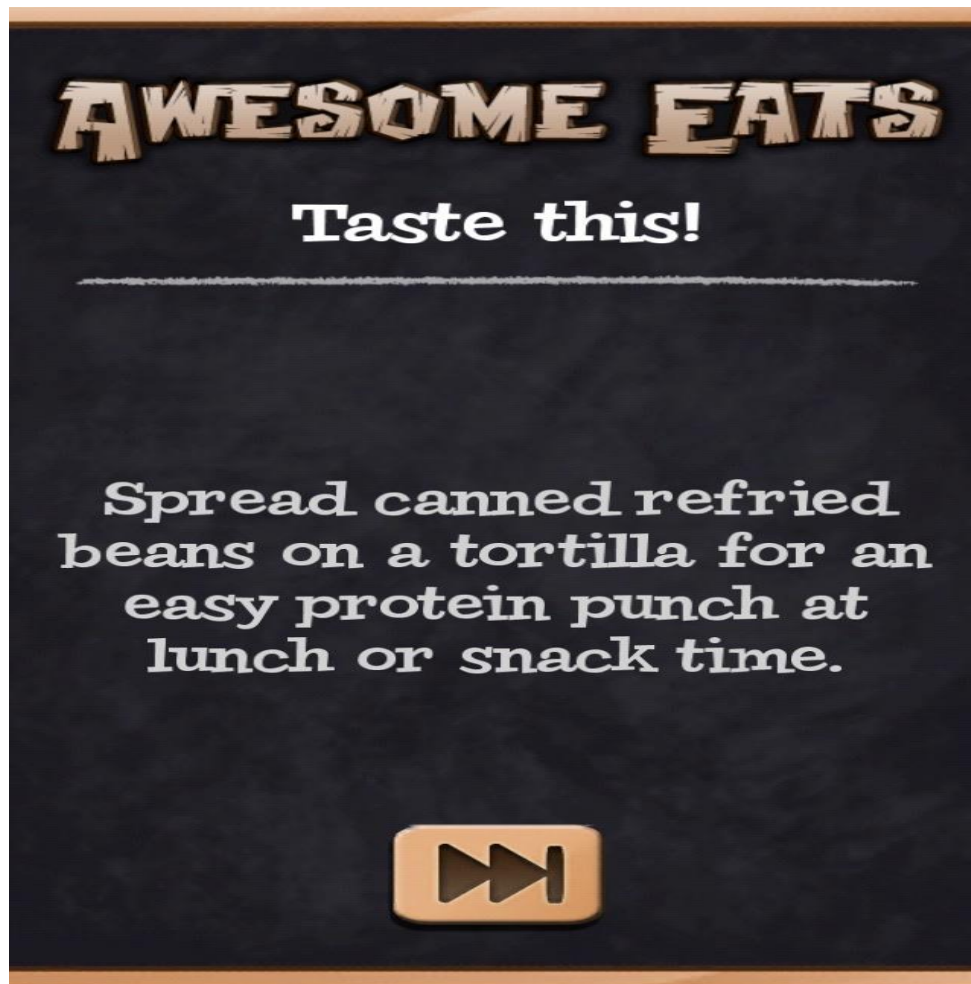 AWESOME EATS
Taste this!
Spread canned refried
beans on a tortilla for an
easy protein punch at
lunch or snack time.